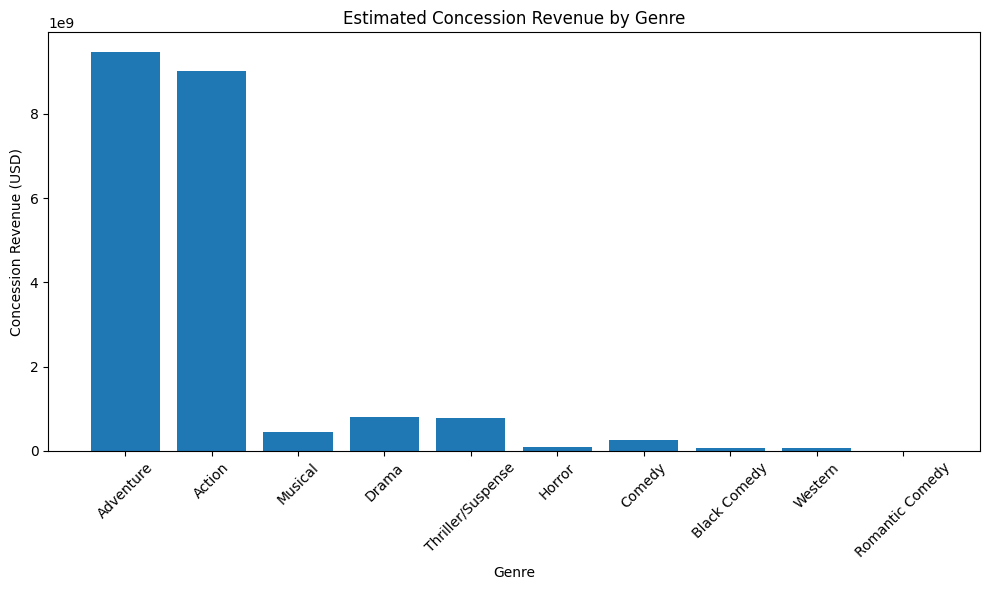 Estimated Concession Revenue by Genre
1e9
Concession Revenue (USD)
8
6
4
2
0
Adventure
Action
Musical
Drama
Thriller/Suspense
Horror
Comedy
Black Comedy
Western
Romantic Comedy
Genre